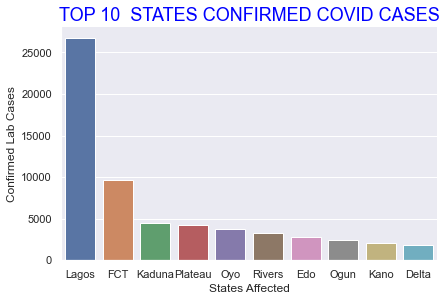 TOP 10  STATES CONFIRMED COVID CASES
Confirmed Lab Cases
25000
20000
15000
10000
5000
0
Lagos FCT Kaduna Plateau Oyo Rivers Edo Ogun Kano Delta
States Affected